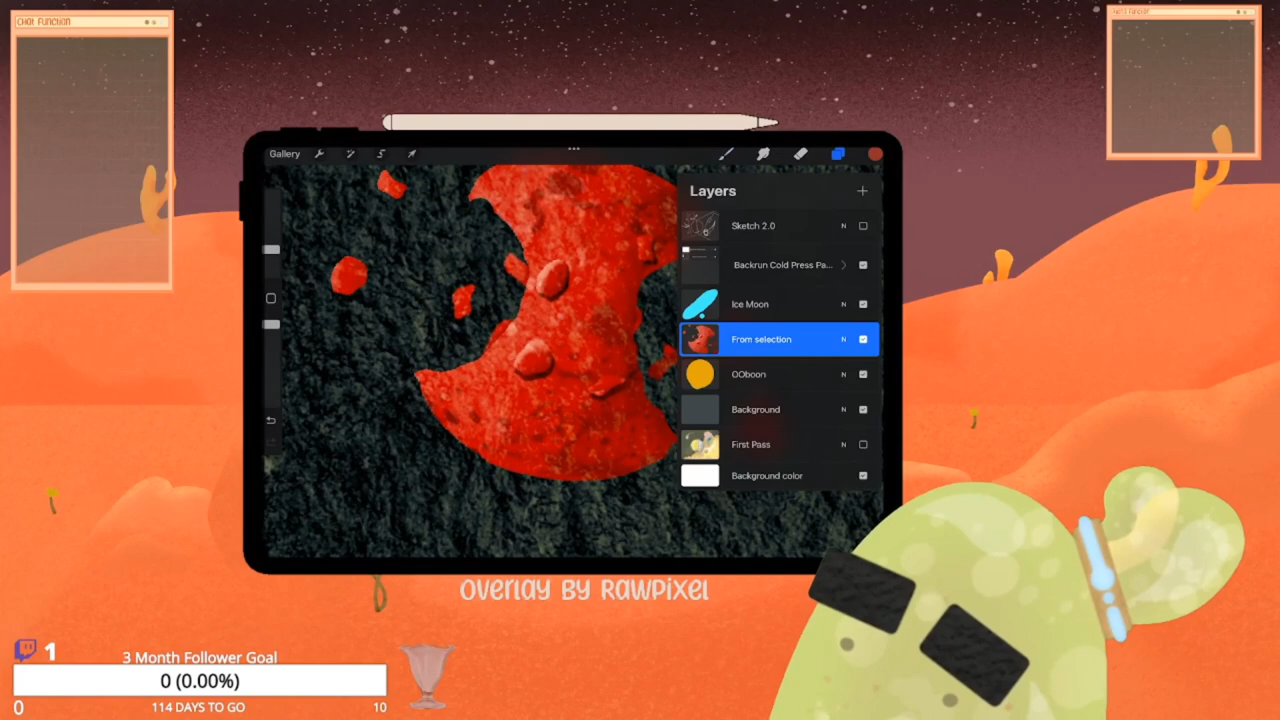 Chat Function
Gallery
Layers
Sketch 2.0 N
Backrun Cold Press Pa...
Ice Moon N
From selection N
OOboon N
Background N
First Pass N
Background color
Overlay by Rawpixel
1
3 Month Follower Goal
0 (0.00%)
0 114 DAYS TO GO 10